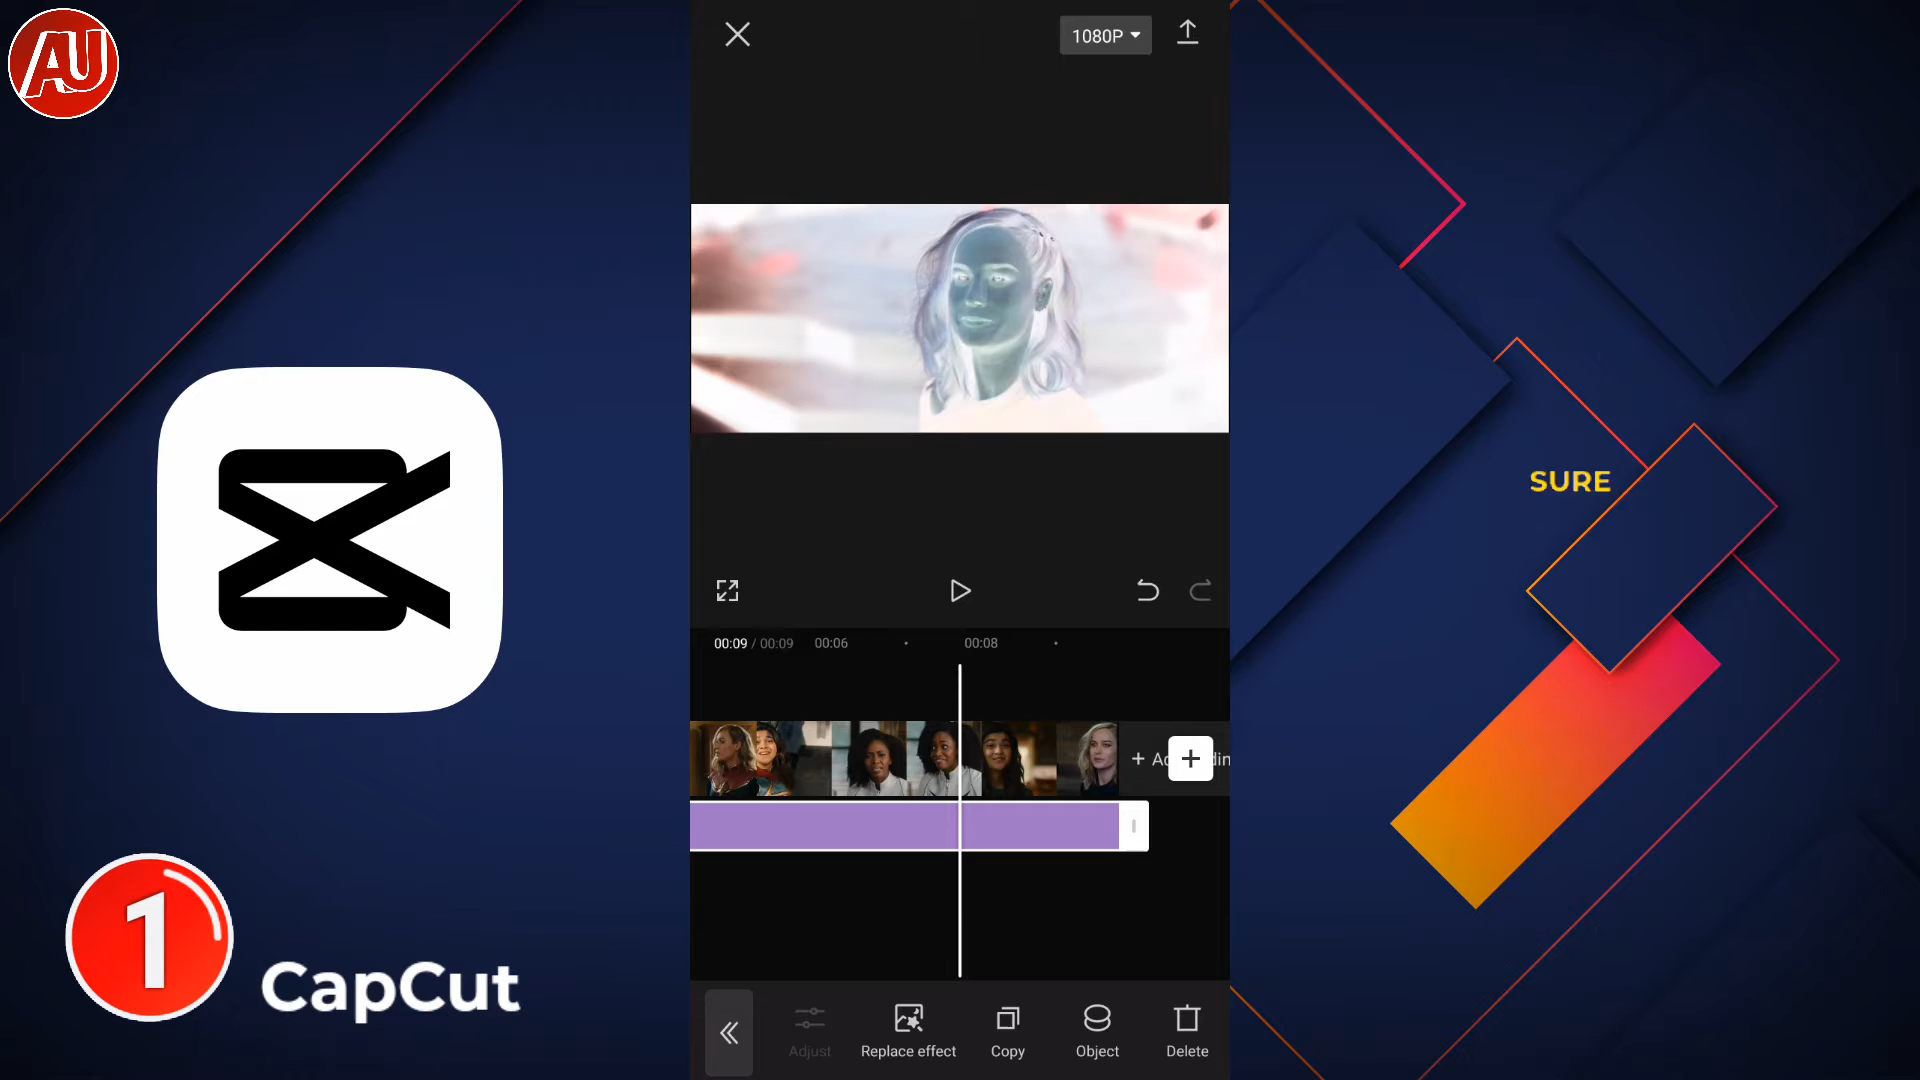 AU
1080P
SURE
00:09 / 00:09
00:06
00:08
+ A
din
+
1
CapCut
Adjust
Replace effect
Copy
Object
Delete